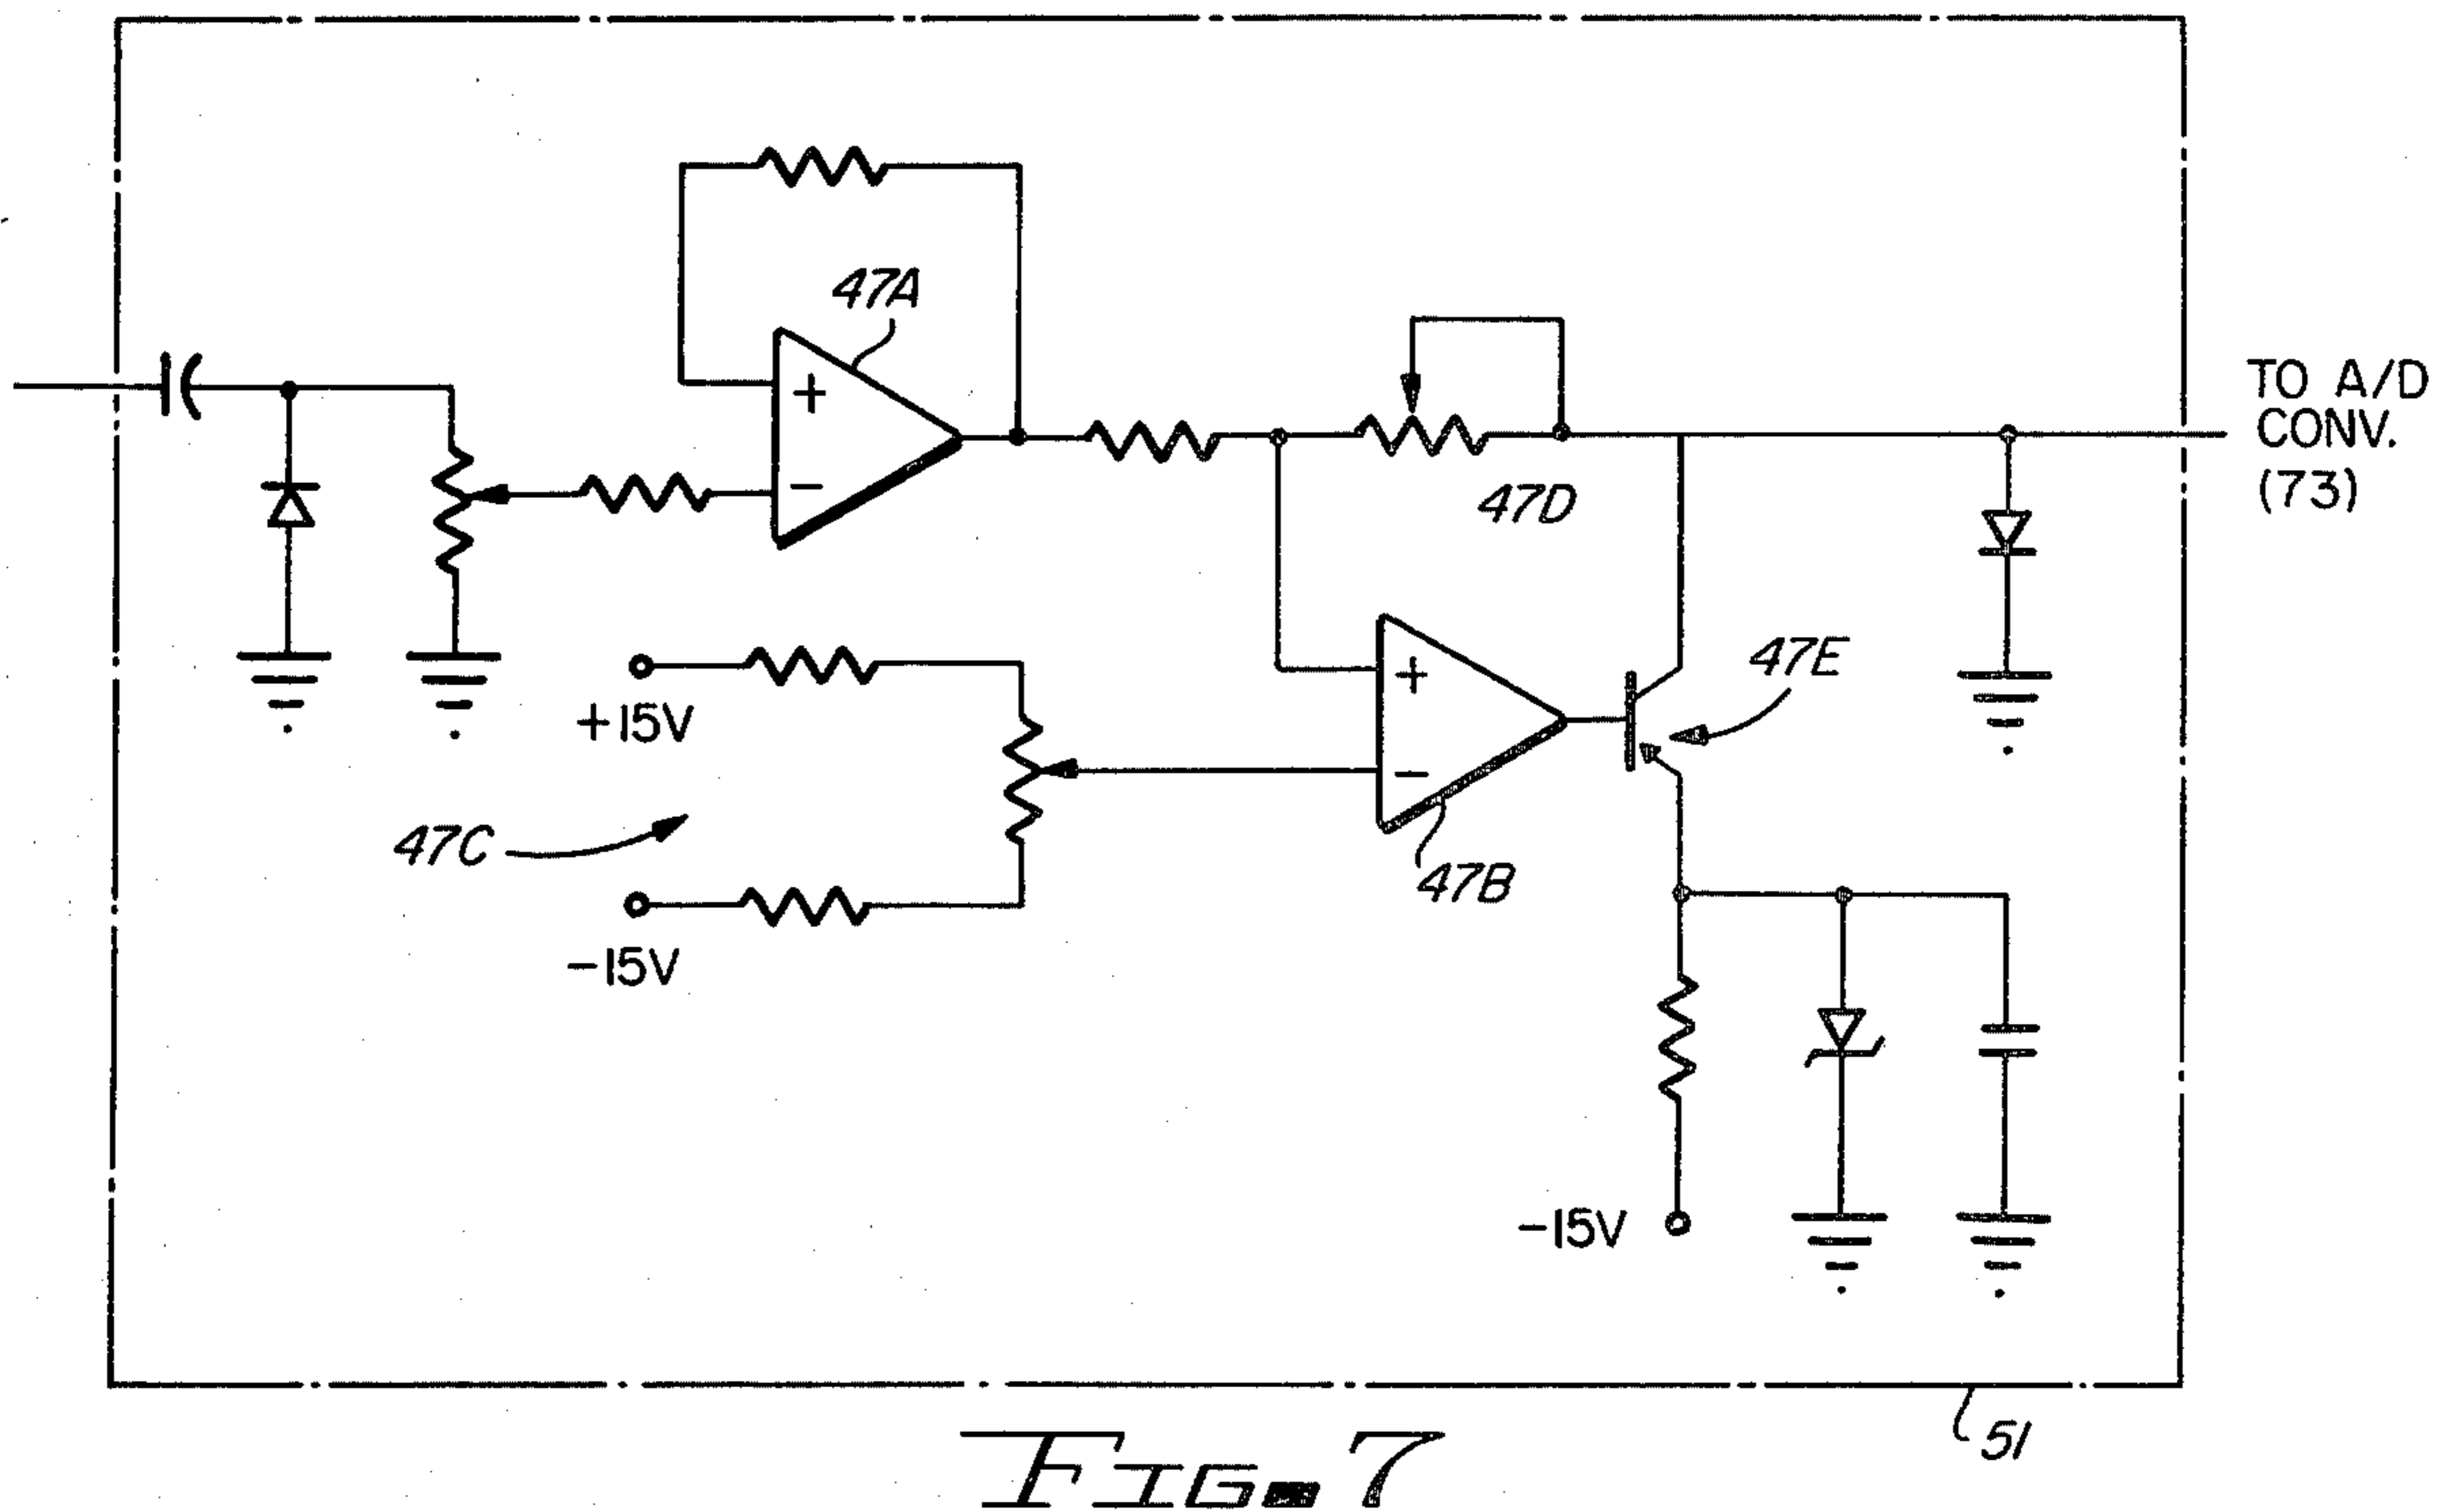 47A
+
−
TO A/D
CONV.
(73)
47D
+15V
47E
+
−
47C
47B
−15V
−15V
51
FIG. 7